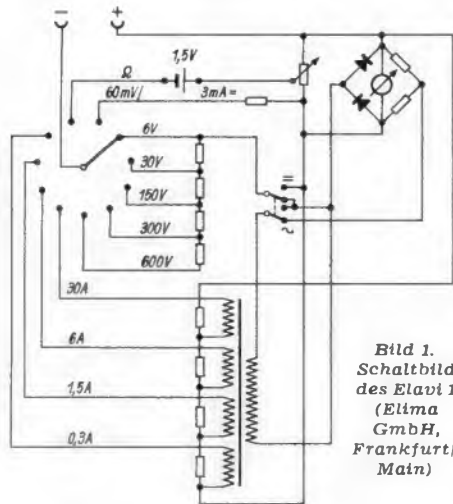 − +
1,5V
Ω
60mV/ 3mA=
6V
30V
150V
300V
600V
=
~
30A
6A
1,5A
0,3A
Bild 1.
Schaltbild
des Elavi 1
(Elima
GmbH,
Frankfurt/
Main)